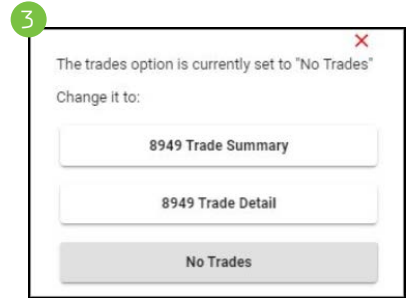 3
The trades option is currently set to "No Trades"
Change it to:
8949 Trade Summary
8949 Trade Detail
No Trades